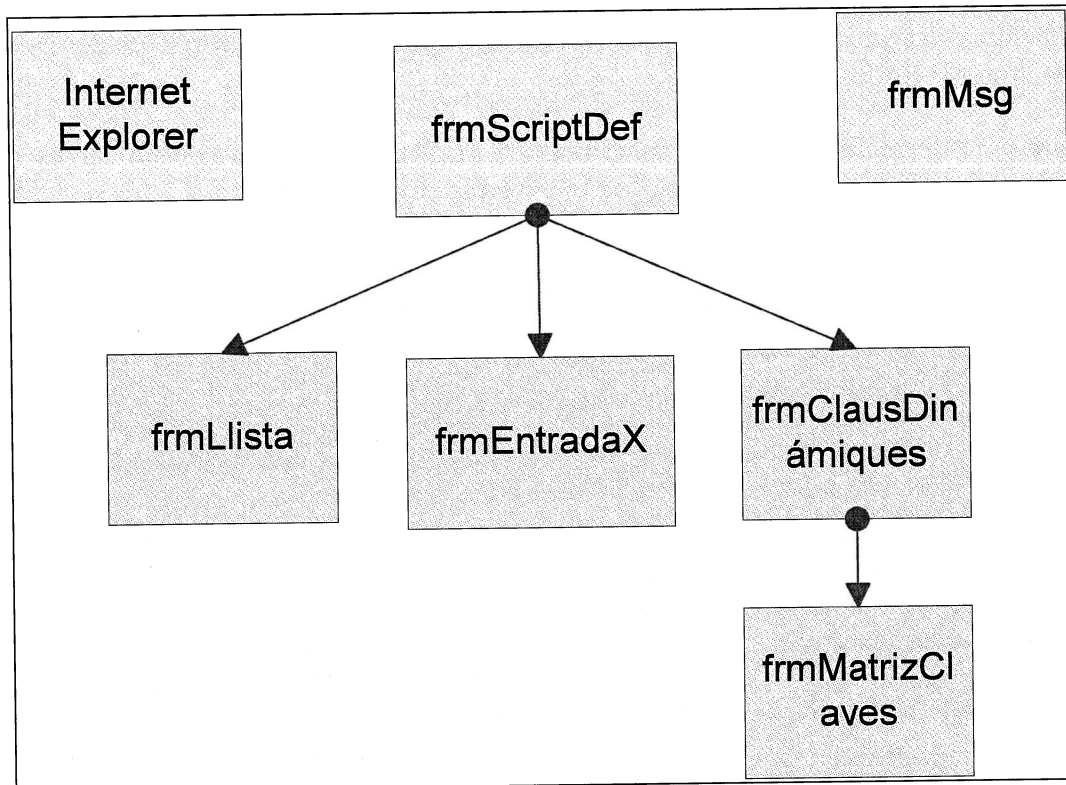 Internet
Explorer
frmScriptDef
frmMsg
frmLlista
frmEntradaX
frmClausDin
ámiques
frmMatrizCl
aves